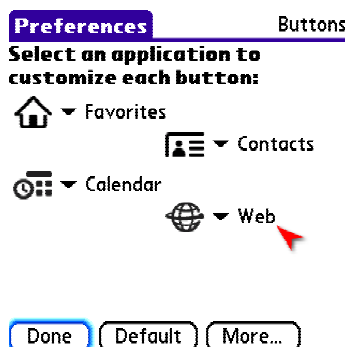 Preferences Buttons
Select an application to
customize each button:
Favorites
Contacts
Calendar
Web
Done Default More...